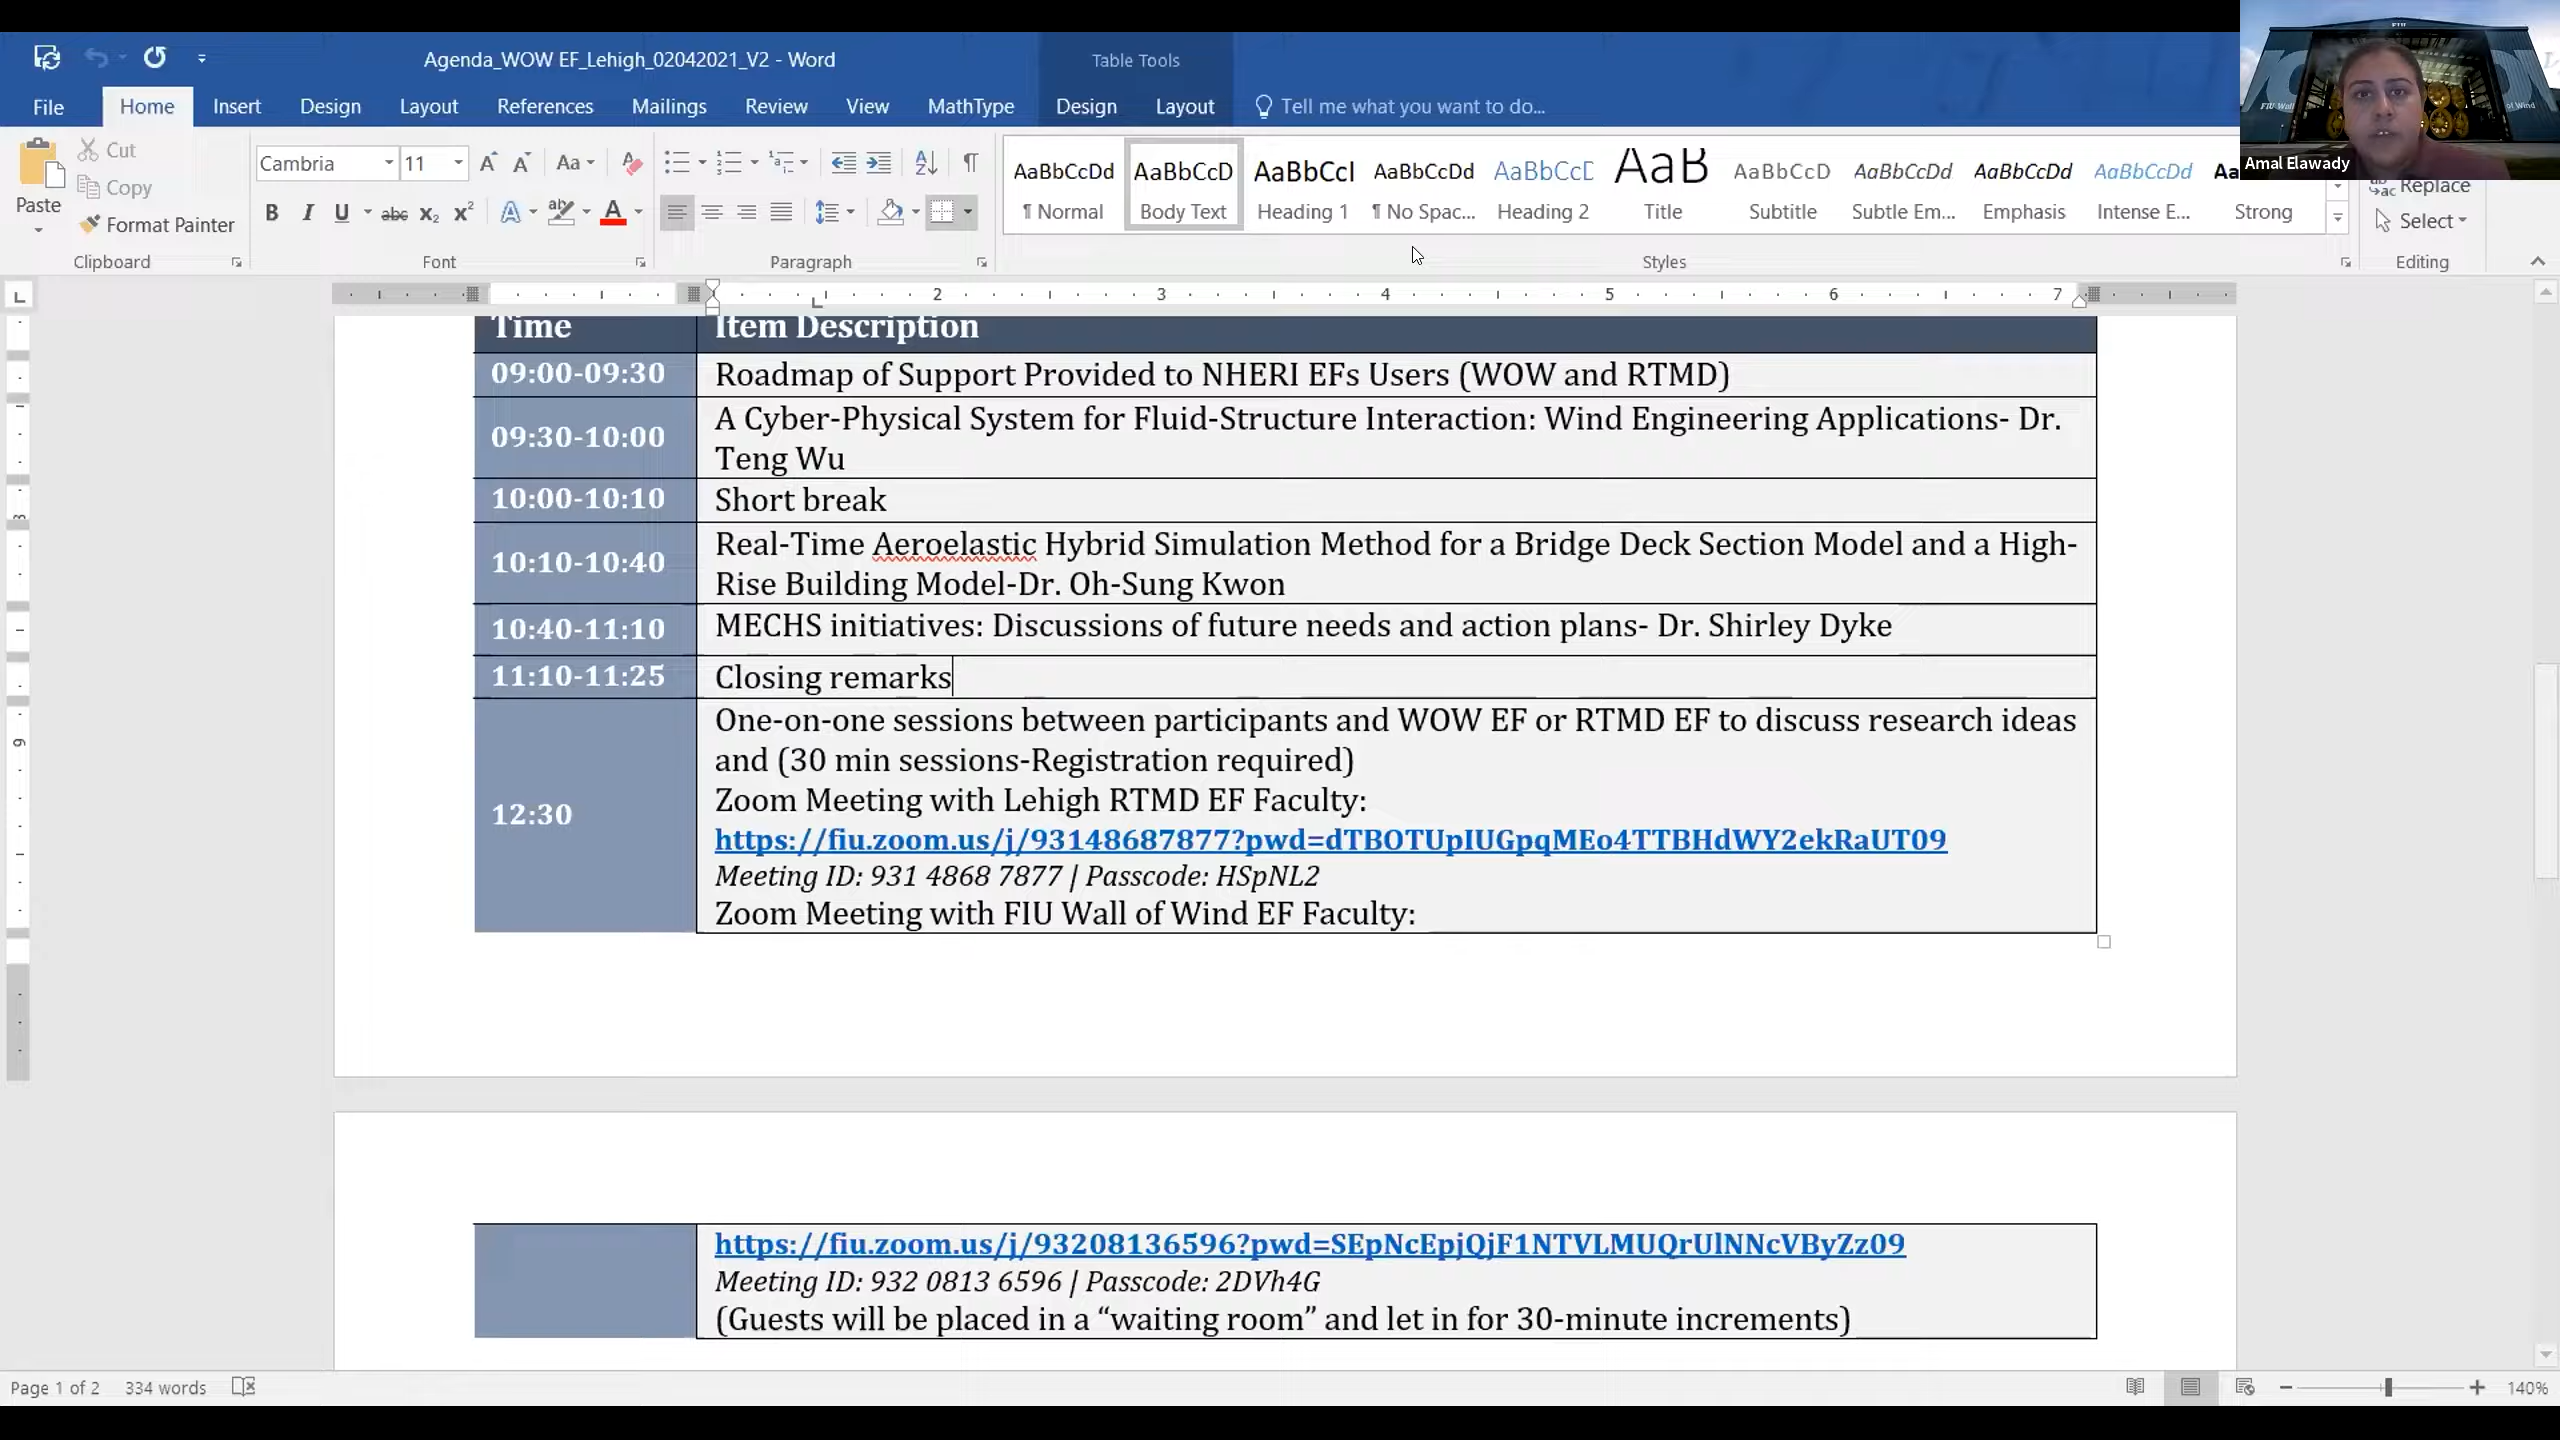 Agenda_WOW EF_Lehigh_02042021_V2 - Word
Table Tools
File Home Insert Design Layout References Mailings Review View MathType Design Layout Tell me what you want to do...
FIU
Amal Elawady
Paste
Cut
Copy
Format Painter
Clipboard
Cambria 11
Font
Paragraph
AaBbCcDd AaBbCcD AaBbCcI AaBbCcDd AaBbCcD AaB AaBbCcD AaBbCcDd AaBbCcDd AaBbCcDd Aa
¶ Normal Body Text Heading 1 ¶ No Spac... Heading 2 Title Subtitle Subtle Em... Emphasis Intense E... Strong
Styles
Replace
Select
Editing
2 3 4 5 6 7
Time Item Description
09:00-09:30 Roadmap of Support Provided to NHERI EFs Users (WOW and RTMD)
09:30-10:00 A Cyber-Physical System for Fluid-Structure Interaction: Wind Engineering Applications- Dr.
Teng Wu
10:00-10:10 Short break
10:10-10:40 Real-Time Aeroelastic Hybrid Simulation Method for a Bridge Deck Section Model and a High-
Rise Building Model-Dr. Oh-Sung Kwon
10:40-11:10 MECHS initiatives: Discussions of future needs and action plans- Dr. Shirley Dyke
11:10-11:25 Closing remarks
12:30 One-on-one sessions between participants and WOW EF or RTMD EF to discuss research ideas
and (30 min sessions-Registration required)
Zoom Meeting with Lehigh RTMD EF Faculty:
https://fiu.zoom.us/j/93148687877?pwd=dTBOTUpIUGpqMEo4TTBHdWY2ekRaUT09
Meeting ID: 931 4868 7877 | Passcode: HSpNL2
Zoom Meeting with FIU Wall of Wind EF Faculty:
https://fiu.zoom.us/j/93208136596?pwd=SEpNcEpjQjF1NTVLMUQrUlNNcVByZz09
Meeting ID: 932 0813 6596 | Passcode: 2DVh4G
(Guests will be placed in a “waiting room” and let in for 30-minute increments)
Page 1 of 2 334 words 140%